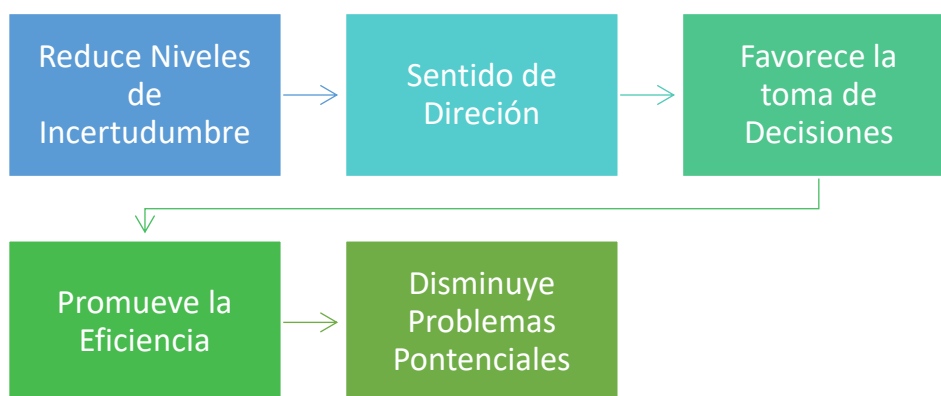 Reduce Niveles
de
Incertudumbre
Sentido de
Direción
Favorece la
toma de
Decisiones
Promueve la
Eficiencia
Disminuye
Problemas
Pontenciales